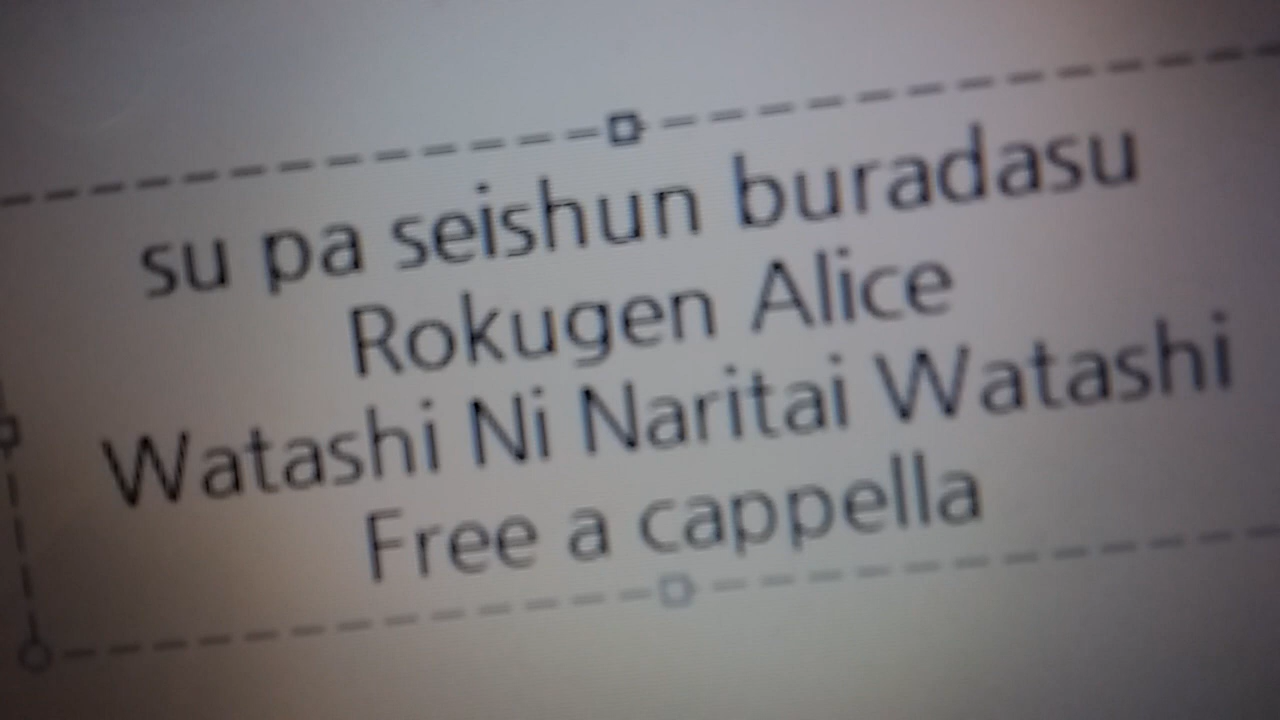 su pa seishun buradasu
Rokugen Alice
Watashi Ni Naritai Watashi
Free a cappella